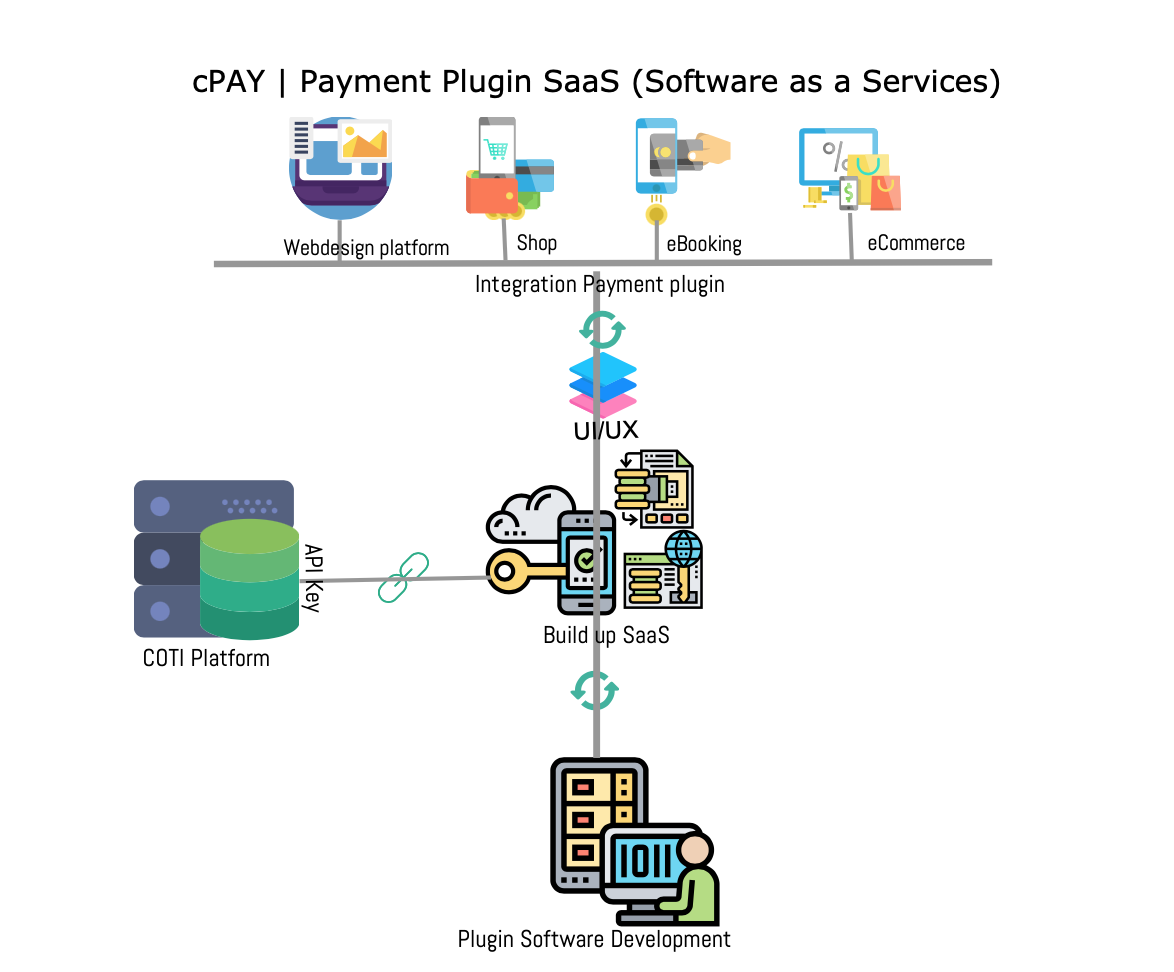 cPAY | Payment Plugin SaaS (Software as a Services)
Webdesign platform
Shop
eBooking
eCommerce
Integration Payment plugin
UI/UX
API Key
COTI Platform
Build up SaaS
1011
Plugin Software Development